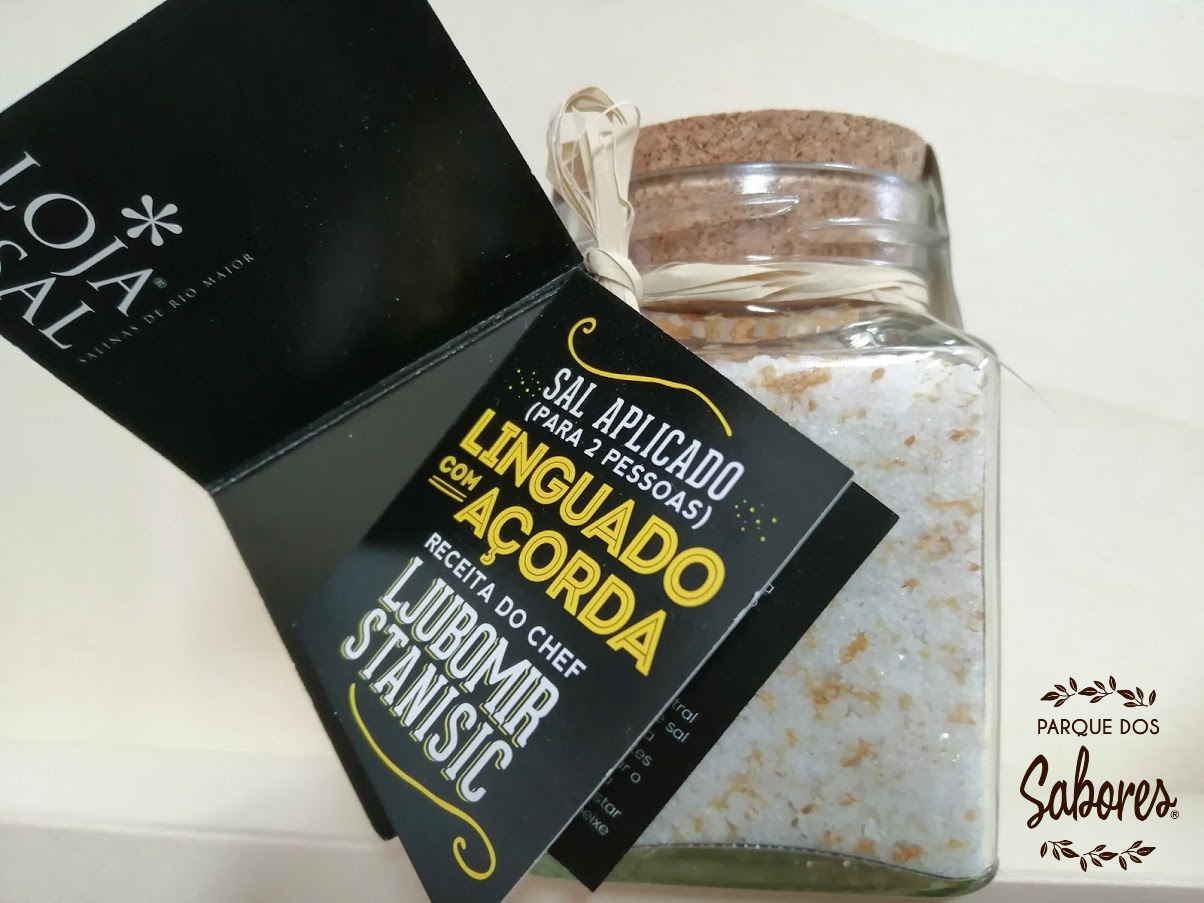 LOJA
SAL
SALINAS DE RIO MAIOR
SAL APLICADO
(PARA 2 PESSOAS)
LINGUADO
COM
AÇORDA
RECEITA DO CHEF
LJUBOMIR
STANISIC
sal
o
PARQUE DOS
Sabores®